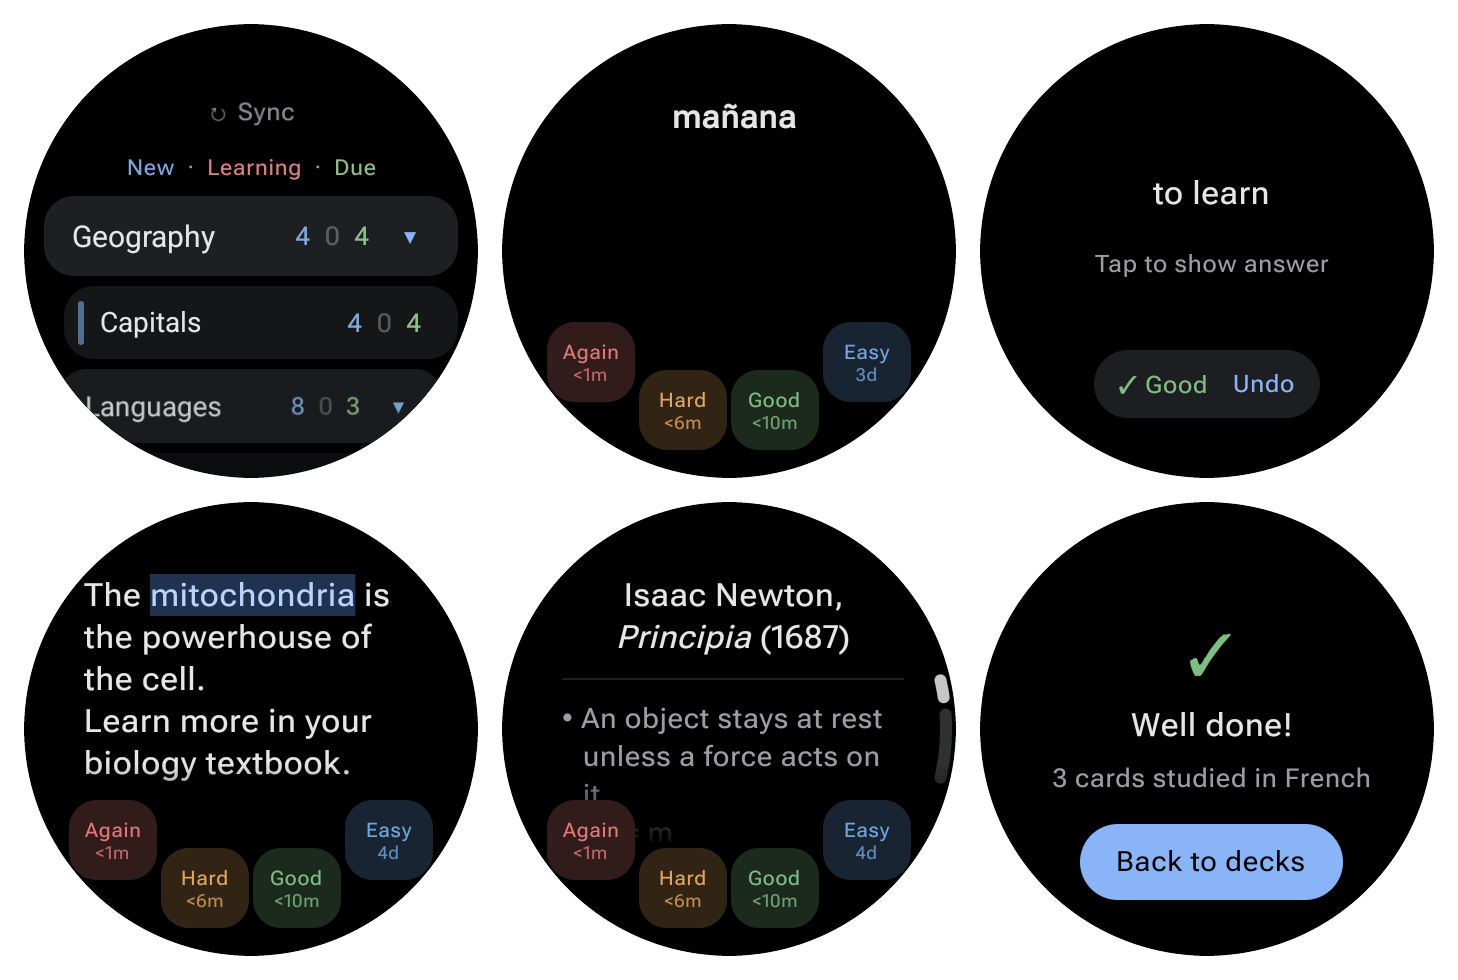 ↻ Sync
New · Learning · Due
Geography 4 0 4 ▼
Capitals 4 0 4
Languages 8 0 3 ▼
mañana
Again <1m
Hard <6m
Good <10m
Easy 3d
to learn
Tap to show answer
✓ Good Undo
The mitochondria is
the powerhouse of
the cell.
Learn more in your
biology textbook.
Again <1m
Hard <6m
Good <10m
Easy 4d
Isaac Newton,
Principia (1687)
• An object stays at rest
unless a force acts on
it
= m
Again <1m
Hard <6m
Good <10m
Easy 4d
✓
Well done!
3 cards studied in French
Back to decks